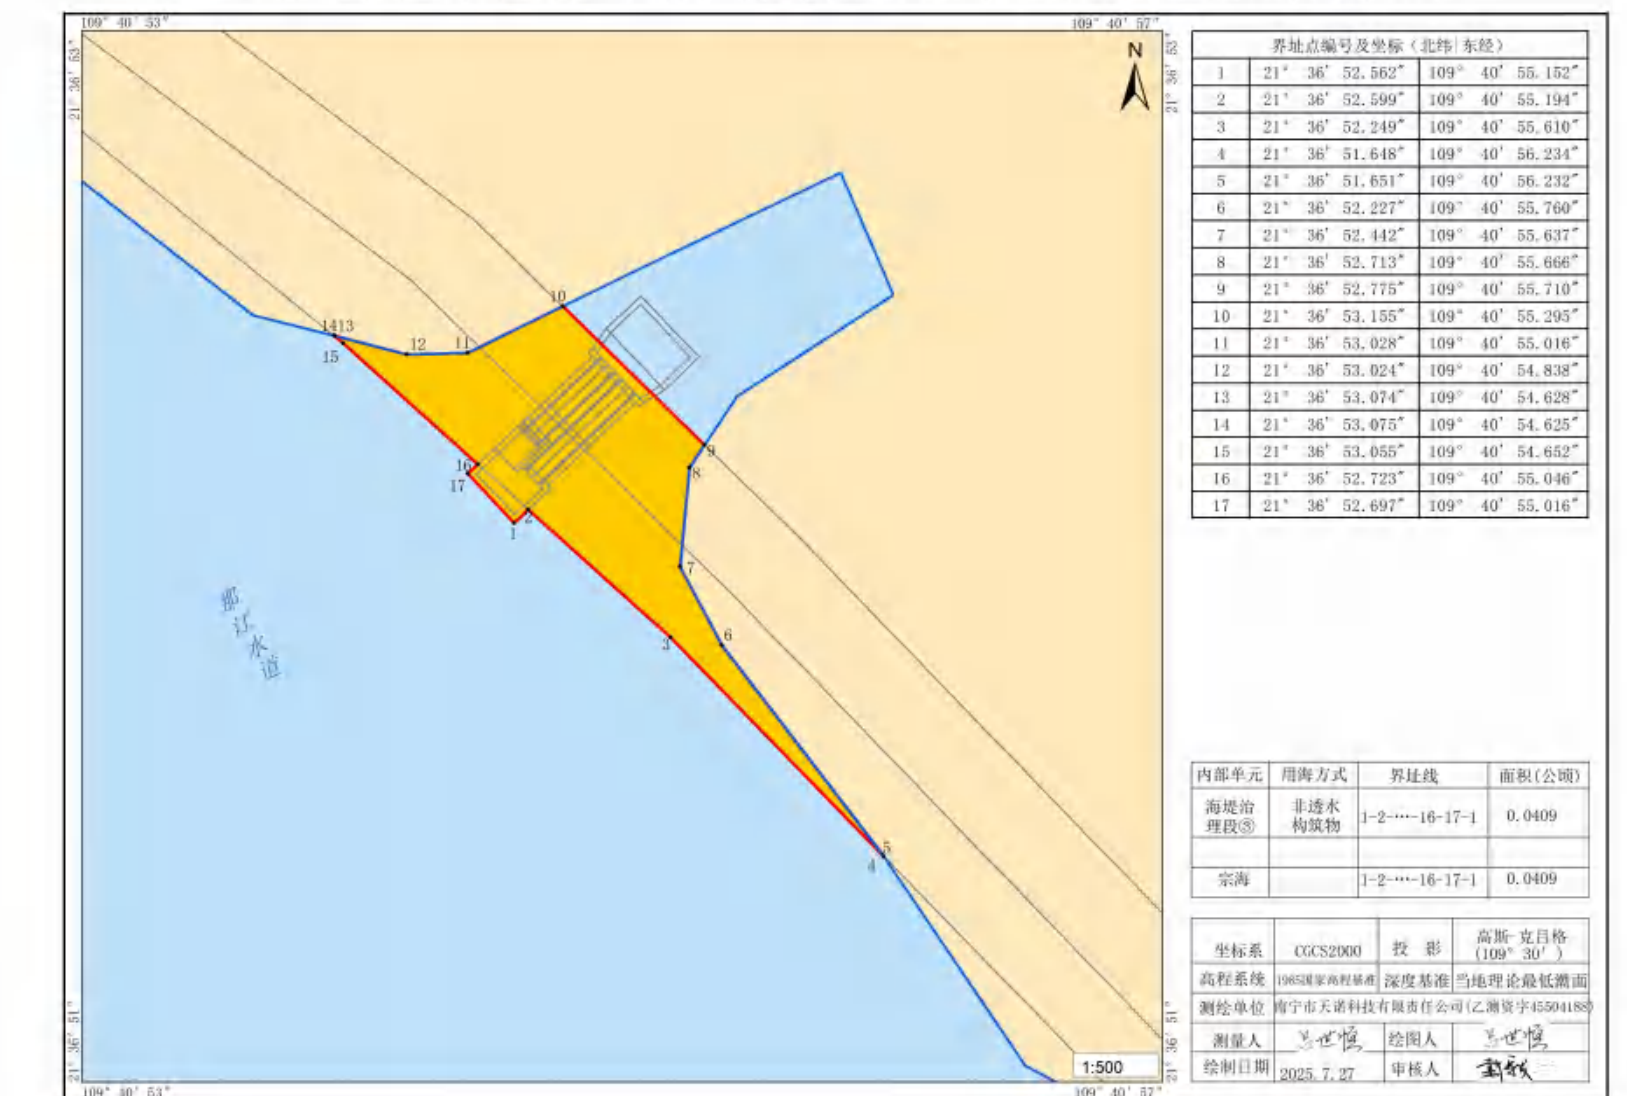 109° 40′ 53″
109° 40′ 57″
21° 36′ 53″
21° 36′ 53″
N
10
1413
15
12
11
16
17
9
8
1
2
7
3
6
5
4
邯江水道
1:500
21° 36′ 51″
21° 36′ 51″
109° 40′ 53″
109° 40′ 57″
界址点编号及坐标（北纬|东经）
1 21° 36′ 52.562″ 109° 40′ 55.152″
2 21° 36′ 52.599″ 109° 40′ 55.194″
3 21° 36′ 52.249″ 109° 40′ 55.610″
4 21° 36′ 51.648″ 109° 40′ 56.234″
5 21° 36′ 51.651″ 109° 40′ 56.232″
6 21° 36′ 52.227″ 109° 40′ 55.760″
7 21° 36′ 52.442″ 109° 40′ 55.637″
8 21° 36′ 52.713″ 109° 40′ 55.666″
9 21° 36′ 52.775″ 109° 40′ 55.710″
10 21° 36′ 53.155″ 109° 40′ 55.295″
11 21° 36′ 53.028″ 109° 40′ 55.016″
12 21° 36′ 53.024″ 109° 40′ 54.838″
13 21° 36′ 53.074″ 109° 40′ 54.628″
14 21° 36′ 53.075″ 109° 40′ 54.625″
15 21° 36′ 53.055″ 109° 40′ 54.652″
16 21° 36′ 52.723″ 109° 40′ 55.046″
17 21° 36′ 52.697″ 109° 40′ 55.016″
内部单元 用海方式 界址线 面积(公顷)
海堤治理段③ 非透水构筑物 1-2-…-16-17-1 0.0409
宗海 1-2-…-16-17-1 0.0409
坐标系 CGCS2000 投 影 高斯-克吕格(109° 30′ )
高程系统 1985国家高程基准 深度基准 当地理论最低潮面
测绘单位 南宁市天诺科技有限责任公司(乙测资字45504188)
测量人 绘图人
绘制日期 2025.7.27 审核人